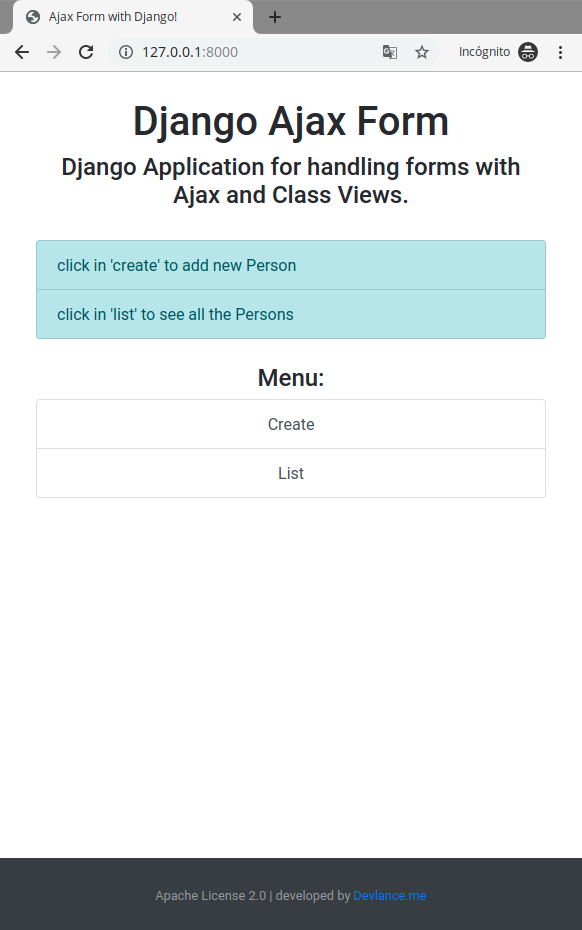 Ajax Form with Django!
127.0.0.1:8000
Incógnito
Django Ajax Form
Django Application for handling forms with
Ajax and Class Views.
click in 'create' to add new Person
click in 'list' to see all the Persons
Menu:
Create
List
Apache License 2.0 | developed by Devlance.me